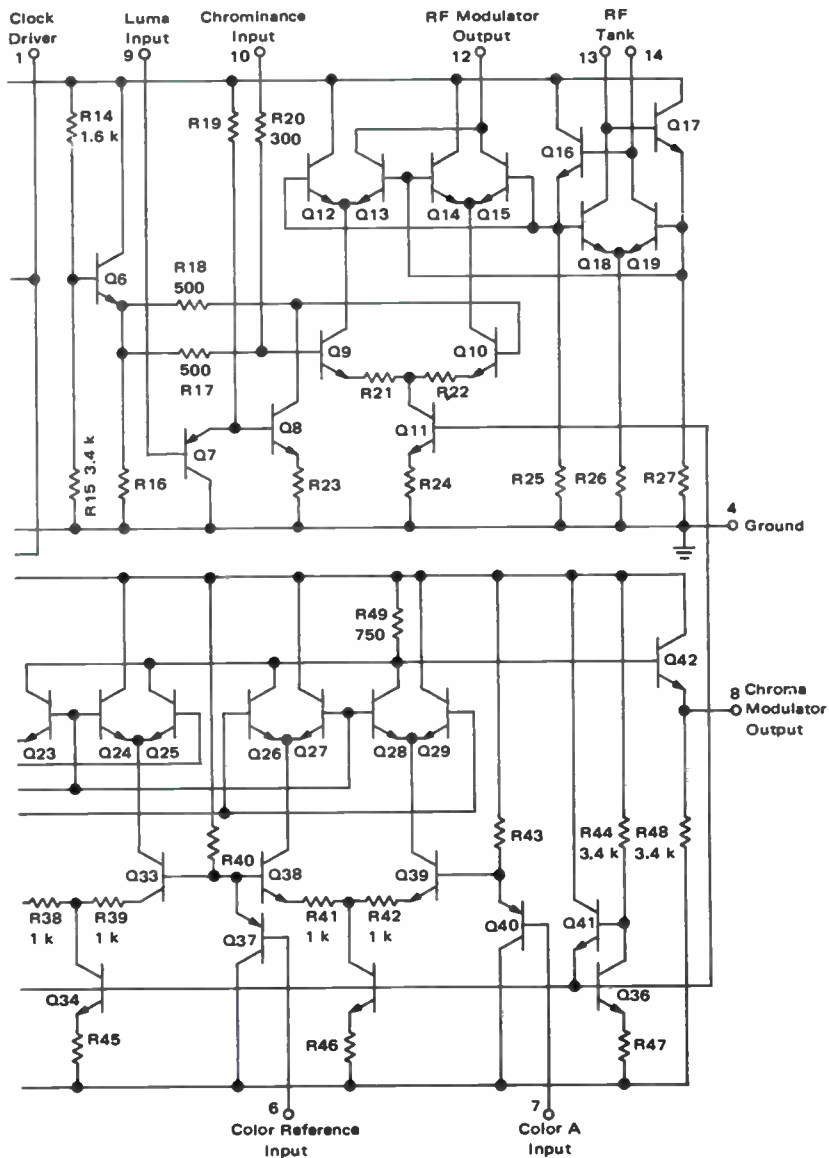 Clock
Driver
1
Luma
Input
9
Chrominance
Input
10
RF Modulator
Output
12
RF
Tank
13
14
R14
1.6 k
R19
R20
300
Q16
Q17
Q12
Q13
Q14
Q15
Q18
Q19
Q6
R18
500
500
R17
Q9
Q10
R21
R22
Q8
Q11
Q7
R15 3.4 k
R16
R23
R24
R25
R26
R27
4
Ground
R49
750
Q42
8 Chroma
Modulator
Output
Q23
Q24
Q25
Q26
Q27
Q28
Q29
R40
R43
R44
3.4 k
R48
3.4 k
Q33
Q38
Q39
R38
1 k
R39
1 k
R41
1 k
R42
1 k
Q37
Q40
Q41
Q34
Q36
R45
R46
R47
6
Color Reference
Input
7
Color A
Input